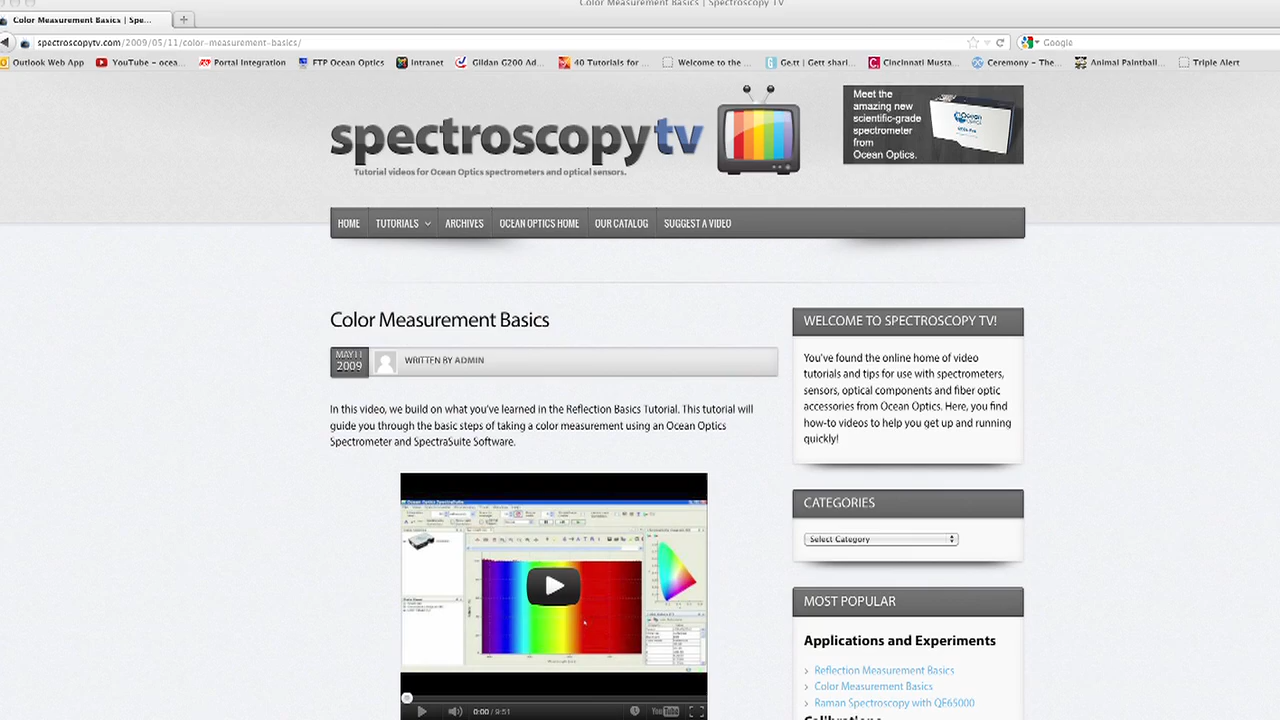 Color Measurement Basics | Spectroscopy TV
Color Measurement Basics | Spe...
spectroscopytv.com/2009/05/11/color-measurement-basics/
Google
Outlook Web App
YouTube – ocea...
Portal Integration
FTP Ocean Optics
Intranet
Gildan G200 Ad...
40 Tutorials for ...
Welcome to the ...
Ge.tt | Gett shari...
Cincinnati Musta...
Ceremony – The...
Animal Paintball...
Triple Alert
spectroscopytv
Tutorial videos for Ocean Optics spectrometers and optical sensors.
Meet the
amazing new
scientific-grade
spectrometer
from
Ocean Optics.
HOME
TUTORIALS
ARCHIVES
OCEAN OPTICS HOME
OUR CATALOG
SUGGEST A VIDEO
Color Measurement Basics
MAY11
2009
WRITTEN BY ADMIN
In this video, we build on what you've learned in the Reflection Basics Tutorial. This tutorial will
guide you through the basic steps of taking a color measurement using an Ocean Optics
Spectrometer and SpectraSuite Software.
0:00 / 9:51
YouTube
WELCOME TO SPECTROSCOPY TV!
You've found the online home of video
tutorials and tips for use with spectrometers,
sensors, optical components and fiber optic
accessories from Ocean Optics. Here, you find
how-to videos to help you get up and running
quickly!
CATEGORIES
Select Category
MOST POPULAR
Applications and Experiments
Reflection Measurement Basics
Color Measurement Basics
Raman Spectroscopy with QF65000